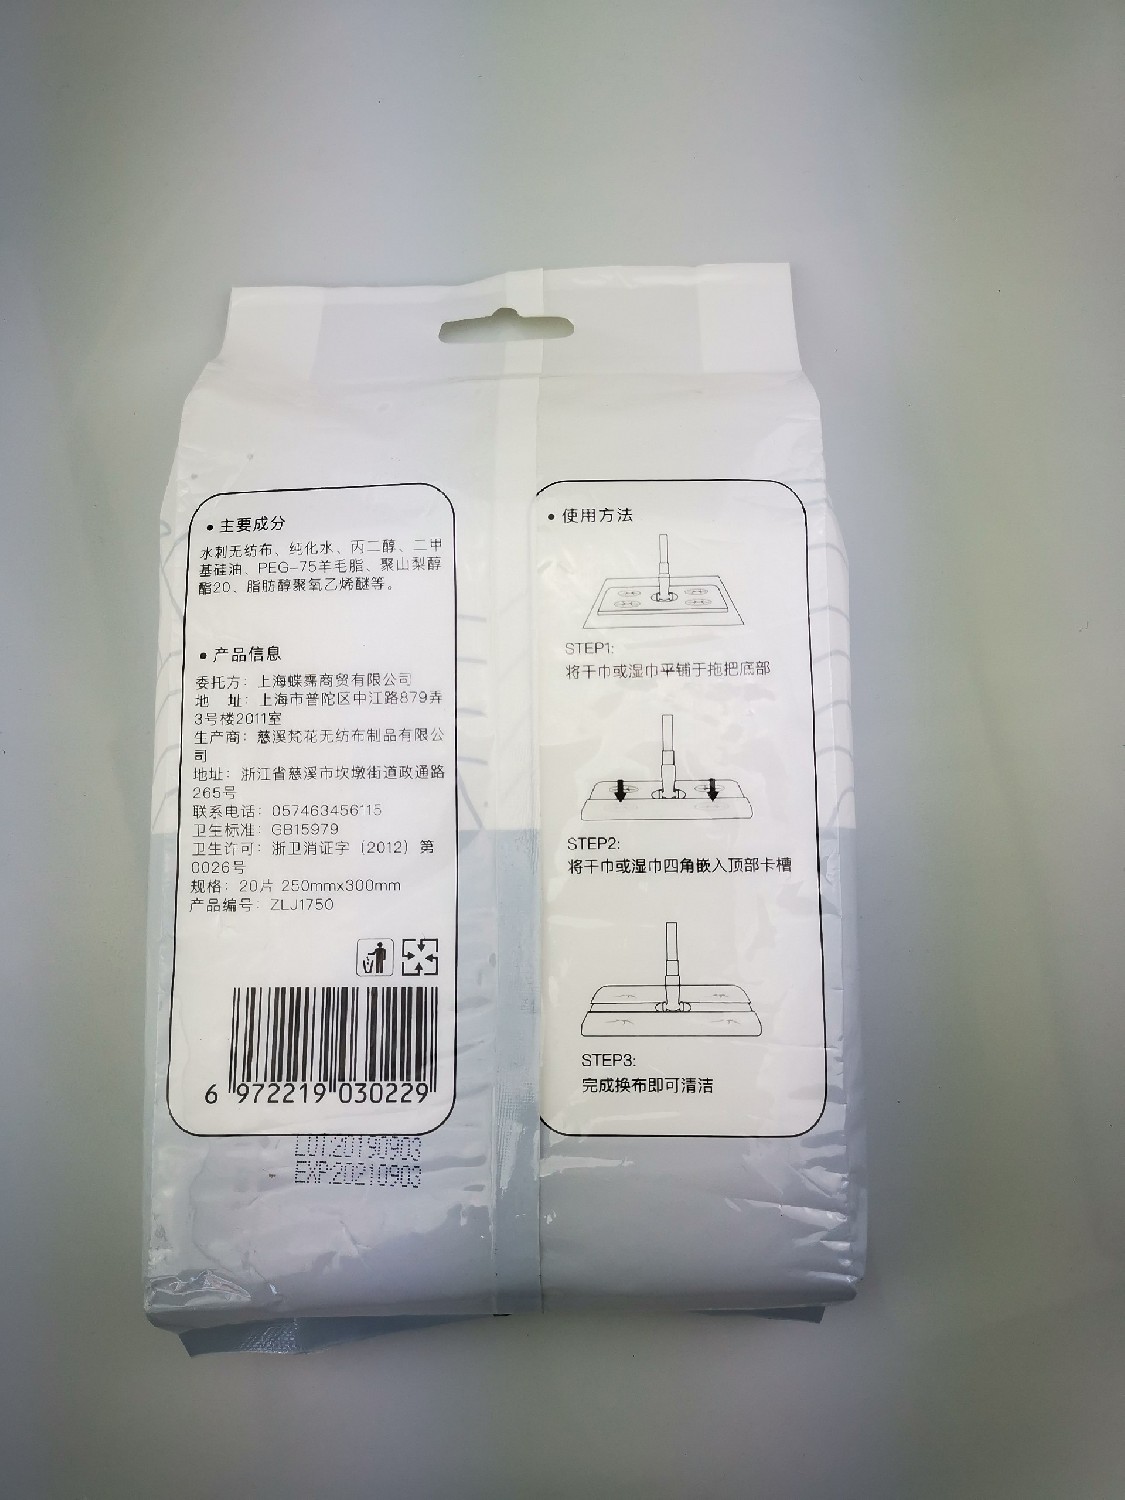 • 主要成分
水刺无纺布、纯化水、丙二醇、二甲
基硅油、PEG-75羊毛脂、聚山梨醇
酯20、脂肪醇聚氧乙烯醚等。
• 产品信息
委托方：上海蝶霈商贸有限公司
地 址：上海市普陀区中江路879弄
3号楼2011室
生产商：慈溪梵花无纺布制品有限公
司
地址：浙江省慈溪市坎墩街道政通路
265号
联系电话：057463456115
卫生标准：GB15979
卫生许可：浙卫消证字（2012）第
0026号
规格：20片 250mmx300mm
产品编号：ZLJ1750
6 972219 030229
LOT:20190903
EXP:20210903
• 使用方法
STEP1:
将干巾或湿巾平铺于拖把底部
STEP2:
将干巾或湿巾四角嵌入顶部卡槽
STEP3:
完成换布即可清洁